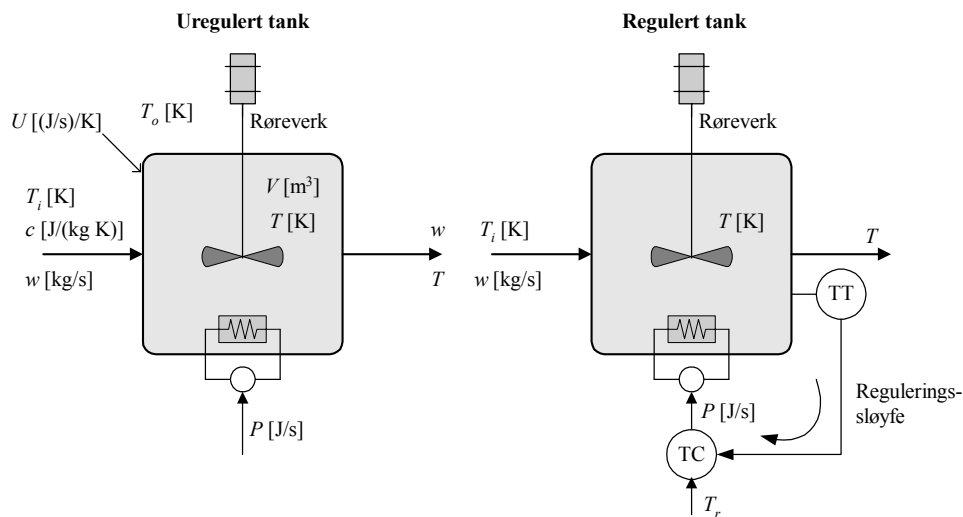 Uregulert tank
T_o [K]
U [(J/s)/K]
Røreverk
V [m³]
T_i [K]
T [K]
c [J/(kg K)]
w [kg/s]
w
T
P [J/s]
Regulert tank
Røreverk
T_i [K]
w [kg/s]
T [K]
T
TT
P [J/s]
Regulerings-
sløyfe
TC
T_r